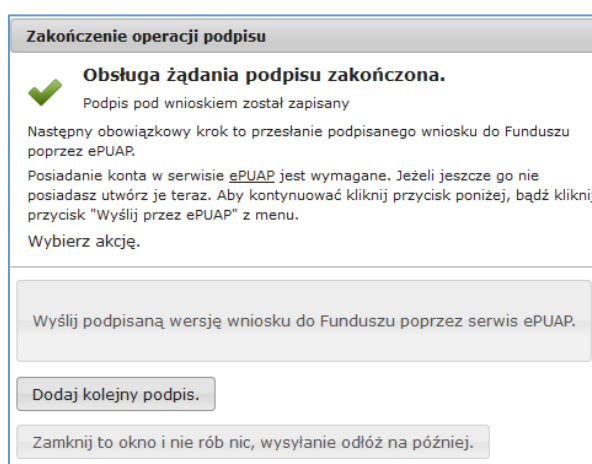 Zakończenie operacji podpisu
Obsługa żądania podpisu zakończona.
Podpis pod wnioskiem został zapisany
Następny obowiązkowy krok to przesłanie podpisanego wniosku do Funduszu
poprzez ePUAP.
Posiadanie konta w serwisie ePUAP jest wymagane. Jeżeli jeszcze go nie
posiadasz utwórz je teraz. Aby kontynuować kliknij przycisk poniżej, bądź kliknij
przycisk "Wyślij przez ePUAP" z menu.
Wybierz akcję.
Wyślij podpisaną wersję wniosku do Funduszu poprzez serwis ePUAP.
Dodaj kolejny podpis.
Zamknij to okno i nie rób nic, wysyłanie odłóż na później.